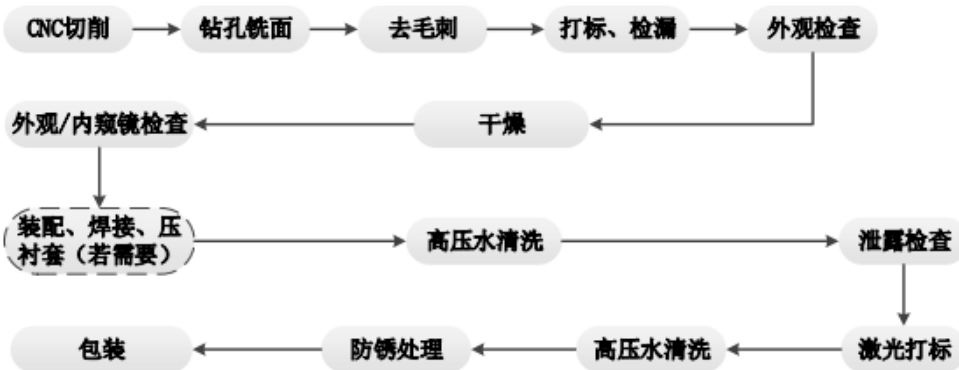 CNC切削
钻孔铣面
去毛刺
打标、检漏
外观检查
干燥
外观/内窥镜检查
装配、焊接、压
衬套（若需要）
高压水清洗
泄露检查
激光打标
高压水清洗
防锈处理
包装